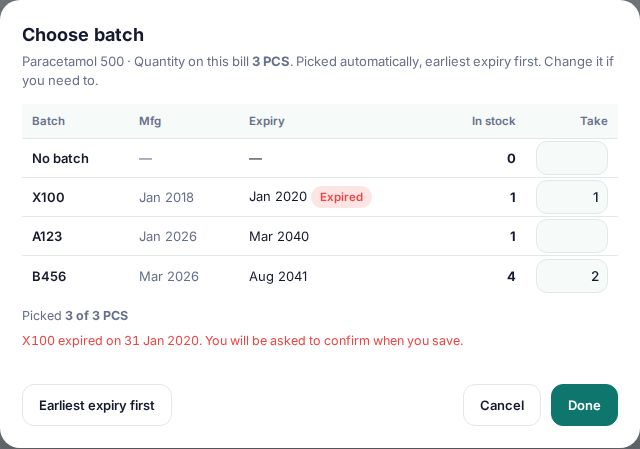 Choose batch
Paracetamol 500 · Quantity on this bill 3 PCS. Picked automatically, earliest expiry first. Change it if
you need to.
Batch Mfg Expiry In stock Take
No batch — — 0
X100 Jan 2018 Jan 2020 Expired 1 1
A123 Jan 2026 Mar 2040 1
B456 Mar 2026 Aug 2041 4 2
Picked 3 of 3 PCS
X100 expired on 31 Jan 2020. You will be asked to confirm when you save.
Earliest expiry first Cancel Done